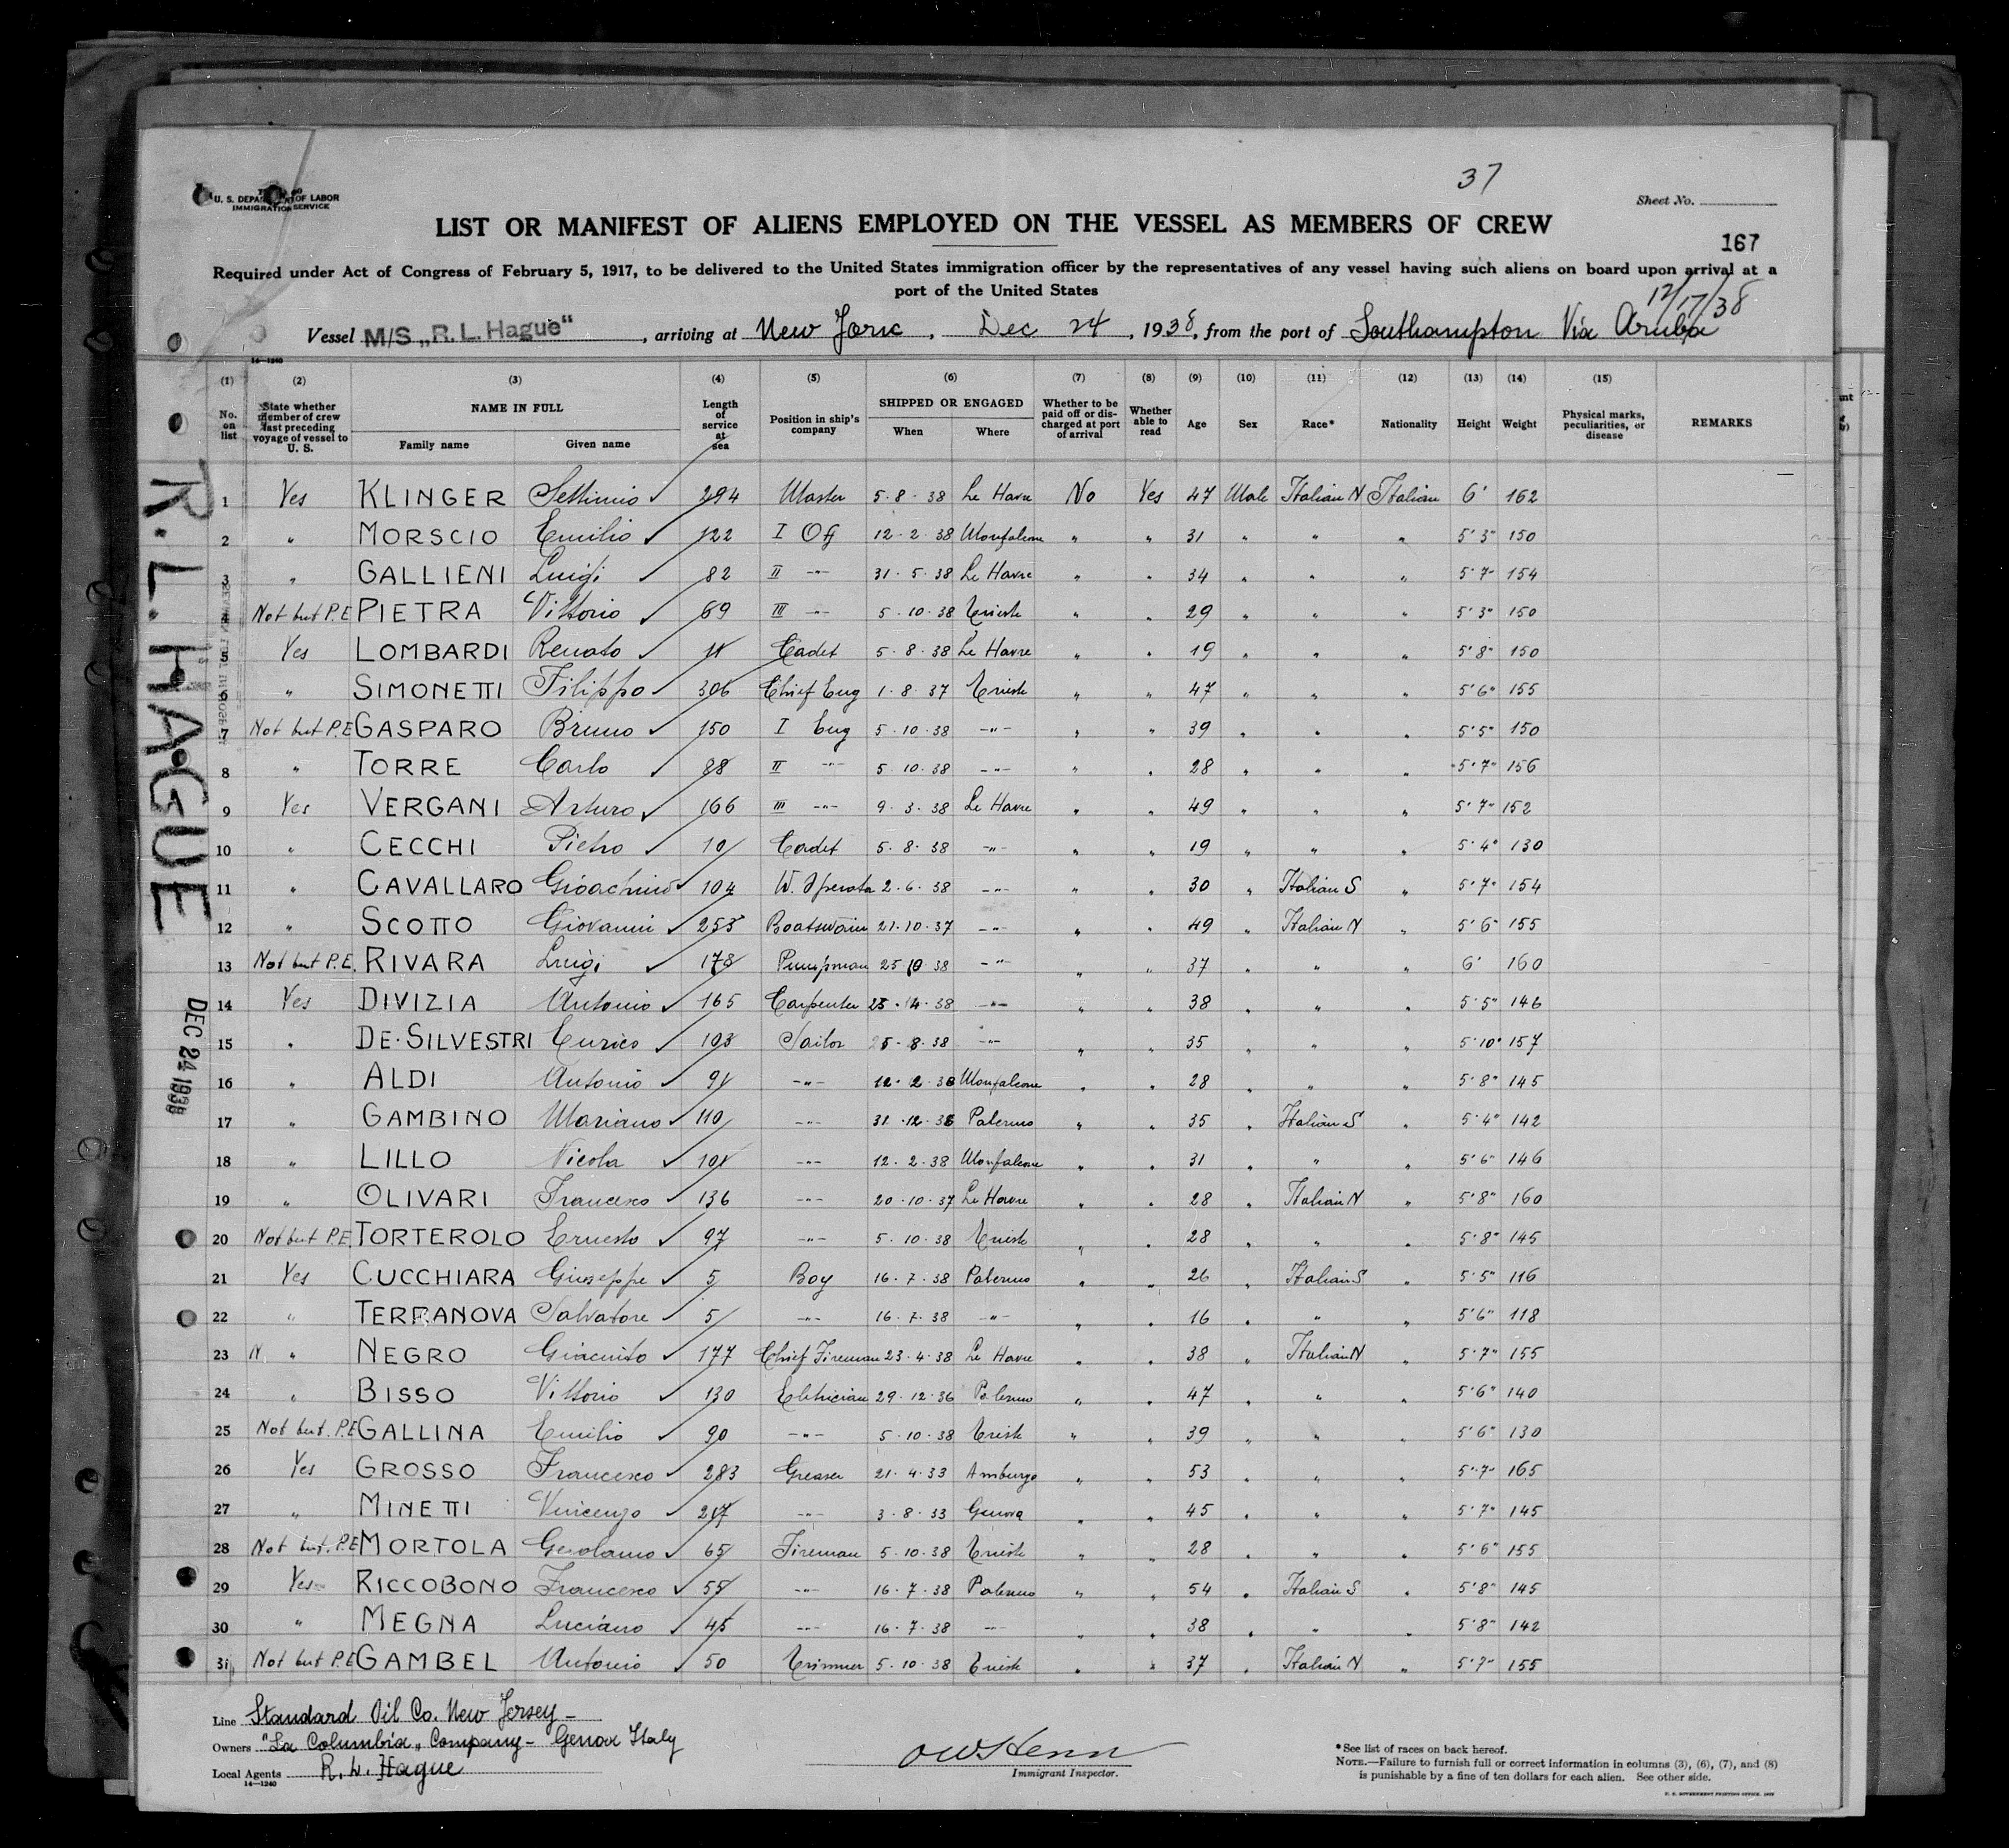 37
U. S. DEPARTMENT OF LABOR
IMMIGRATION SERVICE
Sheet No.
LIST OR MANIFEST OF ALIENS EMPLOYED ON THE VESSEL AS MEMBERS OF CREW
167
Required under Act of Congress of February 5, 1917, to be delivered to the United States immigration officer by the representatives of any vessel having such aliens on board upon arrival at a
port of the United States
12/17/38
Vessel M/S „R. L. Hague“, arriving at New York, Dec 24, 1938, from the port of Southampton Via Aruba
14—1240
(1) (2) (3) (4) (5) (6) (7) (8) (9) (10) (11) (12) (13) (14) (15)
No. on list State whether member of crew last preceding voyage of vessel to U. S. NAME IN FULL Family name Given name Length of service at sea Position in ship's company SHIPPED OR ENGAGED When Where Whether to be paid off or discharged at port of arrival Whether able to read Age Sex Race* Nationality Height Weight Physical marks, peculiarities, or disease REMARKS
1 Yes KLINGER Settimio 294 Master 5·8·38 Le Havre No Yes 47 Male Italian N Italian 6' 162
2 " MORSCIO Emilio 122 I Off 12·2·38 Monfalcone " " 31 " " " 5'3" 150
3 " GALLIENI Luigi 82 II -"- 31·5·38 Le Havre " " 34 " " " 5'7" 154
4 Not but P.E PIETRA Vittorio 69 III -"- 5·10·38 Trieste " " 29 " " " 5'3" 150
5 Yes LOMBARDI Renato 11 Cadet 5·8·38 Le Havre " " 19 " " " 5'8" 150
6 " SIMONETTI Filippo 306 Chief Eng 1·8·37 Trieste " " 47 " " " 5'6" 155
7 Not but P.E GASPARO Bruno 150 I Eng 5·10·38 -"- " " 39 " " " 5'5" 150
8 " TORRE Carlo 88 II -"- 5·10·38 -"- " " 28 " " " 5'7" 156
9 Yes VERGANI Arturo 166 III -"- 9·3·38 Le Havre " " 49 " " " 5'7" 152
10 " CECCHI Pietro 10 Cadet 5·8·38 -"- " " 19 " " " 5'4" 130
11 " CAVALLARO Gioachino 104 W. Operator 2·6·38 -"- " " 30 " Italian S " 5'7" 154
12 " SCOTTO Giovanni 253 Boatswain 21·10·37 -"- " " 49 " Italian N " 5'6" 155
13 Not but P.E. RIVARA Luigi 178 Pumpman 25·10·38 -"- " " 37 " " " 6' 160
14 Yes DIVIZIA Antonio 165 Carpenter -"- " " 38 " " " 5'5" 146
15 " DE·SILVESTRI Enrico 103 Sailor 25·8·38 -"- " " 35 " " " 5'10" 157
16 " ALDI Antonio 91 -"- 12·2·38 Monfalcone " " 28 " " " 5'8" 145
17 " GAMBINO Mariano 110 -"- 31·12·36 Palermo " " 35 " Italian S " 5'4" 142
18 " LILLO Nicola 101 -"- 12·2·38 Monfalcone " " 31 " " " 5'6" 146
19 " OLIVARI Francesco 136 -"- 20·10·37 Le Havre " " 28 " Italian N " 5'8" 160
20 Not but P.E. TORTEROLO Ernesto 97 -"- 5·10·38 Trieste " " 28 " " " 5'8" 145
21 Yes CUCCHIARA Giuseppe 5 Boy 16·7·38 Palermo " " 26 " Italian S " 5'5" 116
22 " TERRANOVA Salvatore 5 -"- 16·7·38 -"- " " 16 " " " 5'6" 118
23 N " NEGRO Giacinto 177 Chief Fireman 23·4·38 Le Havre " " 38 " Italian N " 5'7" 155
24 " BISSO Vittorio 130 Eletrician 29·12·36 Palermo " " 47 " " " 5'6" 140
25 Not but. P.E GALLINA Emilio 90 -"- 5·10·38 Trieste " " 39 " " " 5'6" 130
26 Yes GROSSO Francesco 283 Greaser 21·4·33 Amburgo " " 53 " " " 5'7" 165
27 " MINETTI Vincenzo 217 -"- 3·8·33 Genova " " 45 " " " 5'7" 145
28 Not but. P.E MORTOLA Gerolamo 65 Fireman 5·10·38 Trieste " " 28 " " " 5'6" 155
29 Yes RICCOBONO Francesco 55 -"- 16·7·38 Palermo " " 54 " Italian S " 5'8" 145
30 " MEGNA Luciano 45 -"- 16·7·38 -"- " " 38 " " " 5'8" 142
31 Not but P.E GAMBEL Antonio 50 Trimmer 5·10·38 Trieste " " 37 " Italian N " 5'7" 155
R. L. HAGUE
DEC 24 1938
Line Standard Oil Co. New Jersey -
Owners "La Columbia„ Company - Genova Italy
Local Agents R. L. Hague
14—1240
Immigrant Inspector.
*See list of races on back hereof.
NOTE.—Failure to furnish full or correct information in columns (3), (6), (7), and (8)
is punishable by a fine of ten dollars for each alien. See other side.
U. S. GOVERNMENT PRINTING OFFICE